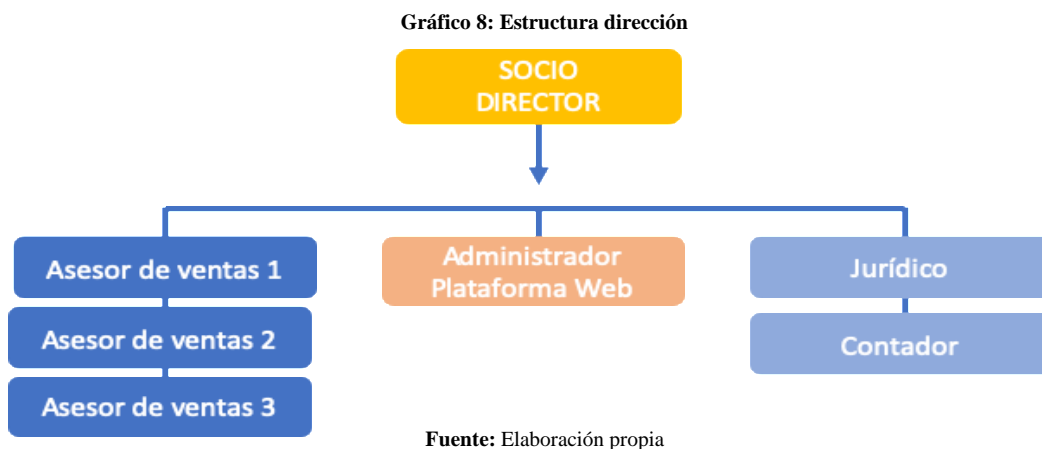 Gráfico 8: Estructura dirección
SOCIO
DIRECTOR
Asesor de ventas 1
Asesor de ventas 2
Asesor de ventas 3
Administrador
Plataforma Web
Jurídico
Contador
Fuente: Elaboración propia